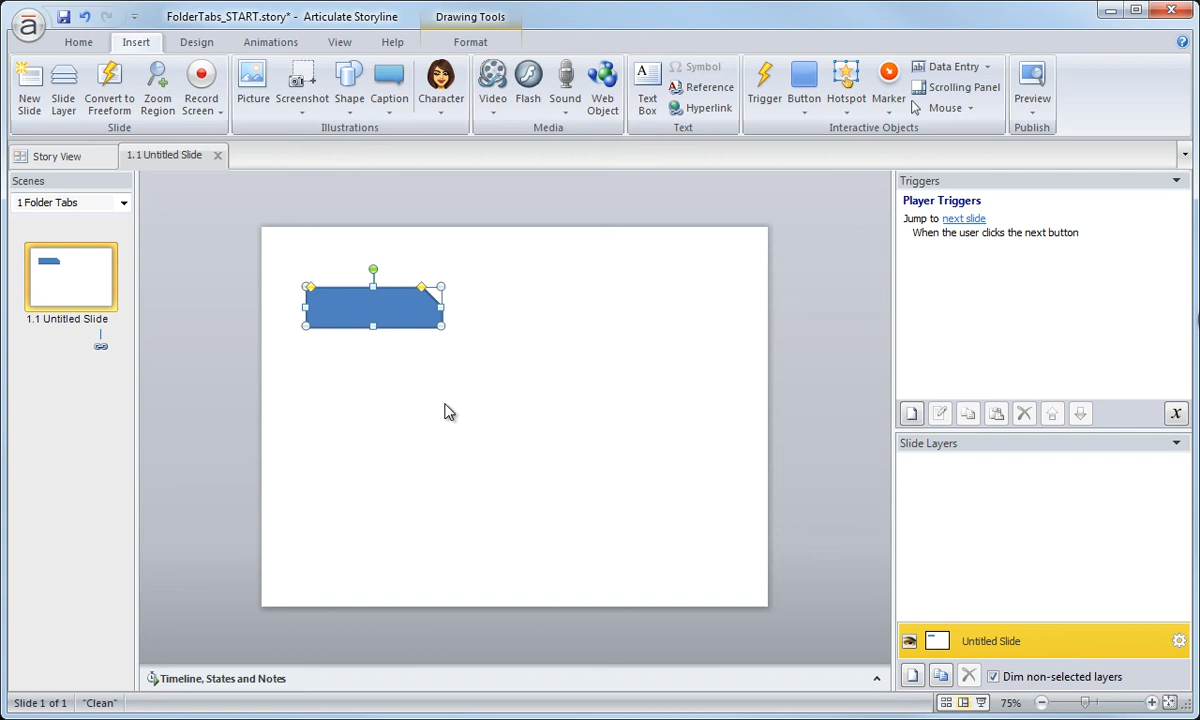 FolderTabs_START.story* - Articulate Storyline
Drawing Tools
ā
Home Insert Design Animations View Help Format
New Slide
Slide Layer
Convert to Freeform
Zoom Region
Record Screen
Slide
Picture
Screenshot
Shape
Caption
Character
Illustrations
Video
Flash
Sound
Web Object
Media
A
Text Box
Ω Symbol
Reference
Hyperlink
Text
Trigger
Button
Hotspot
Marker
Data Entry
Scrolling Panel
Mouse
Interactive Objects
Preview
Publish
Story View
1.1 Untitled Slide
Scenes
1 Folder Tabs
1.1 Untitled Slide
Triggers
Player Triggers
Jump to next slide
When the user clicks the next button
x
Slide Layers
Untitled Slide
Dim non-selected layers
Timeline, States and Notes
Slide 1 of 1
"Clean"
75%